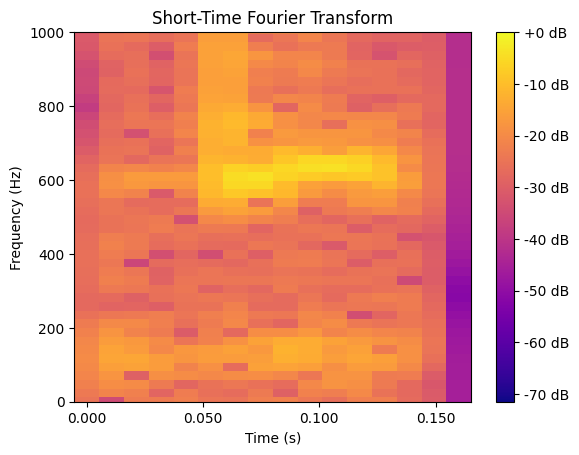 Short-Time Fourier Transform
1000
800
600
400
200
0
Frequency (Hz)
0.000
0.050
0.100
0.150
Time (s)
+0 dB
-10 dB
-20 dB
-30 dB
-40 dB
-50 dB
-60 dB
-70 dB